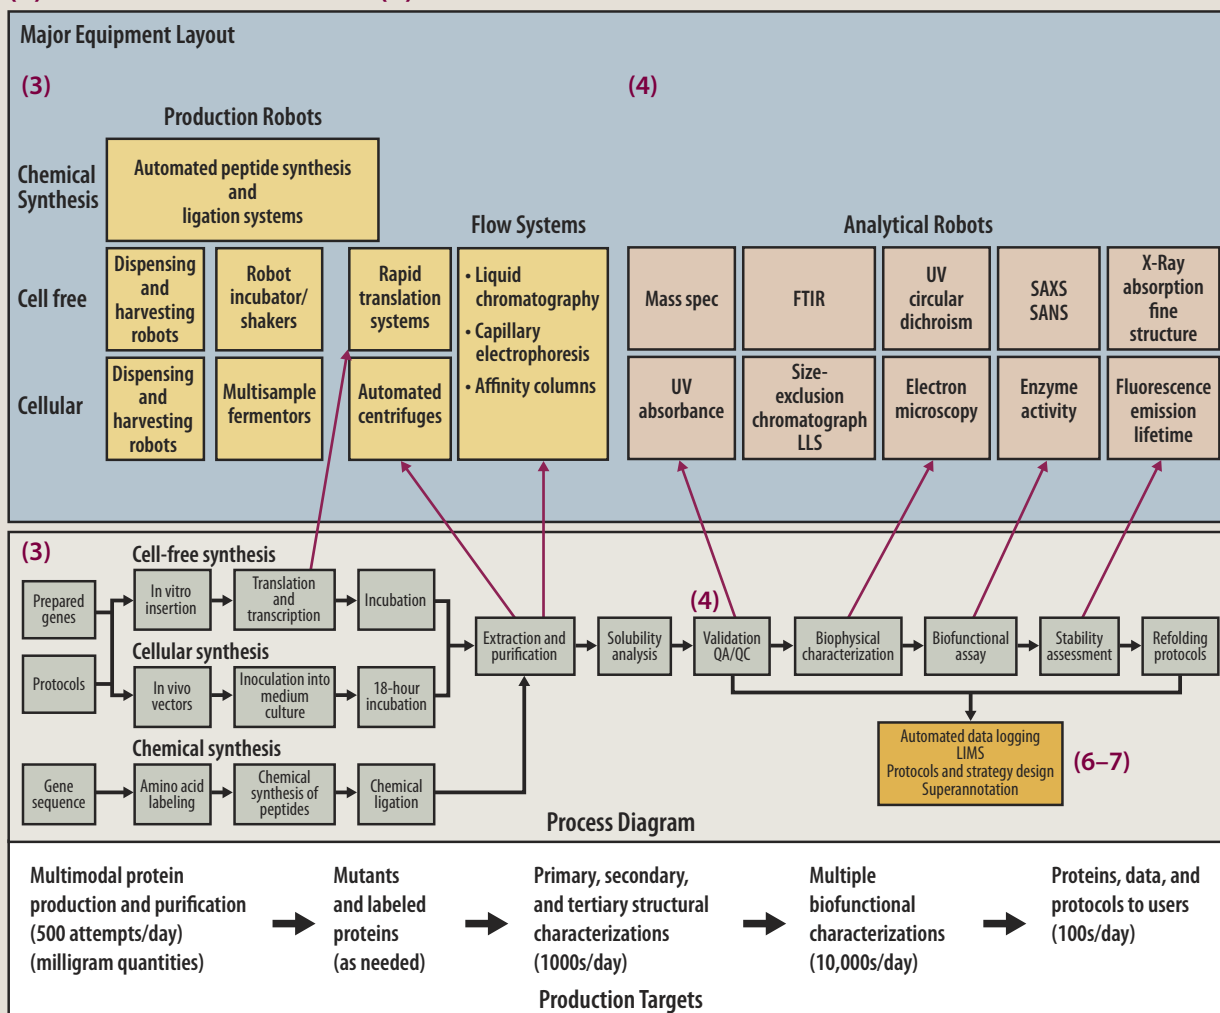 Major Equipment Layout
(3)
(4)
Production Robots
Chemical
Synthesis
Automated peptide synthesis
and
ligation systems
Flow Systems
Analytical Robots
Cell free
Dispensing
and
harvesting
robots
Robot
incubator/
shakers
Rapid
translation
systems
• Liquid
chromatography
• Capillary
electrophoresis
• Affinity columns
Mass spec
FTIR
UV
circular
dichroism
SAXS
SANS
X-Ray
absorption
fine
structure
Cellular
Dispensing
and
harvesting
robots
Multisample
fermentors
Automated
centrifuges
UV
absorbance
Size-
exclusion
chromatograph
LLS
Electron
microscopy
Enzyme
activity
Fluorescence
emission
lifetime
(3)
Cell-free synthesis
Prepared
genes
In vitro
insertion
Translation
and
transcription
Incubation
Protocols
Cellular synthesis
In vivo
vectors
Inoculation into
medium
culture
18-hour
incubation
Chemical synthesis
Gene
sequence
Amino acid
labeling
Chemical
synthesis of
peptides
Chemical
ligation
Extraction and
purification
Solubility
analysis
(4)
Validation
QA/QC
Biophysical
characterization
Biofunctional
assay
Stability
assessment
Refolding
protocols
Automated data logging
LIMS
Protocols and strategy design
Superannotation
(6–7)
Process Diagram
Multimodal protein
production and purification
(500 attempts/day)
(milligram quantities)
Mutants
and labeled
proteins
(as needed)
Primary, secondary,
and tertiary structural
characterizations
(1000s/day)
Multiple
biofunctional
characterizations
(10,000s/day)
Proteins, data, and
protocols to users
(100s/day)
Production Targets